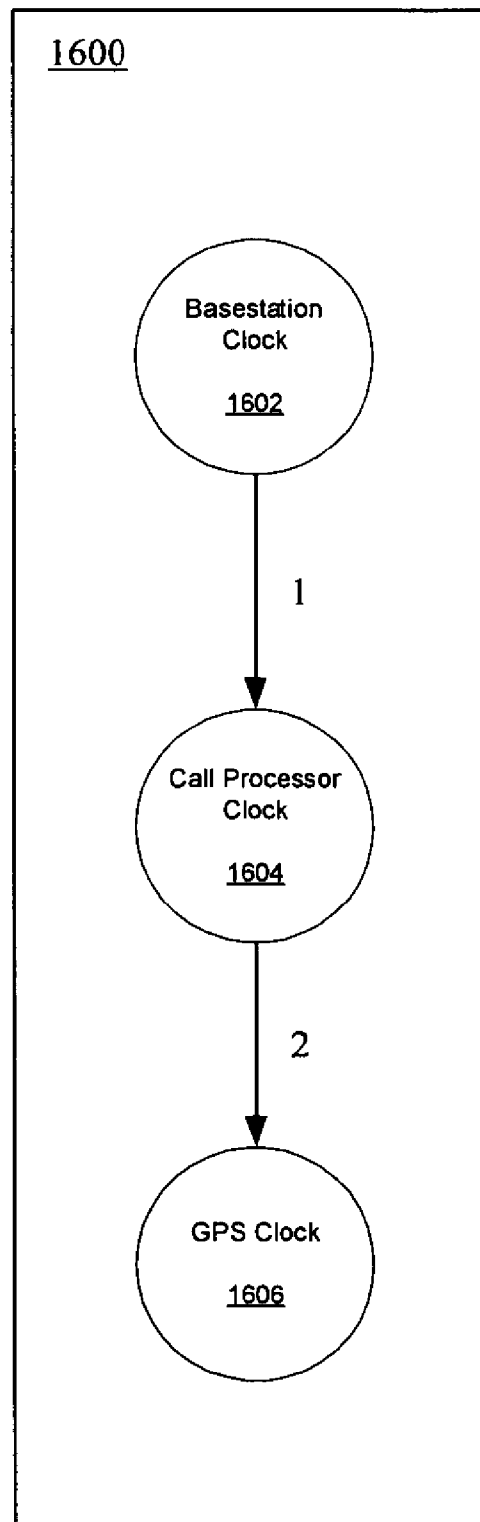 1600
Basestation
Clock
1602
1
Call Processor
Clock
1604
2
GPS Clock
1606